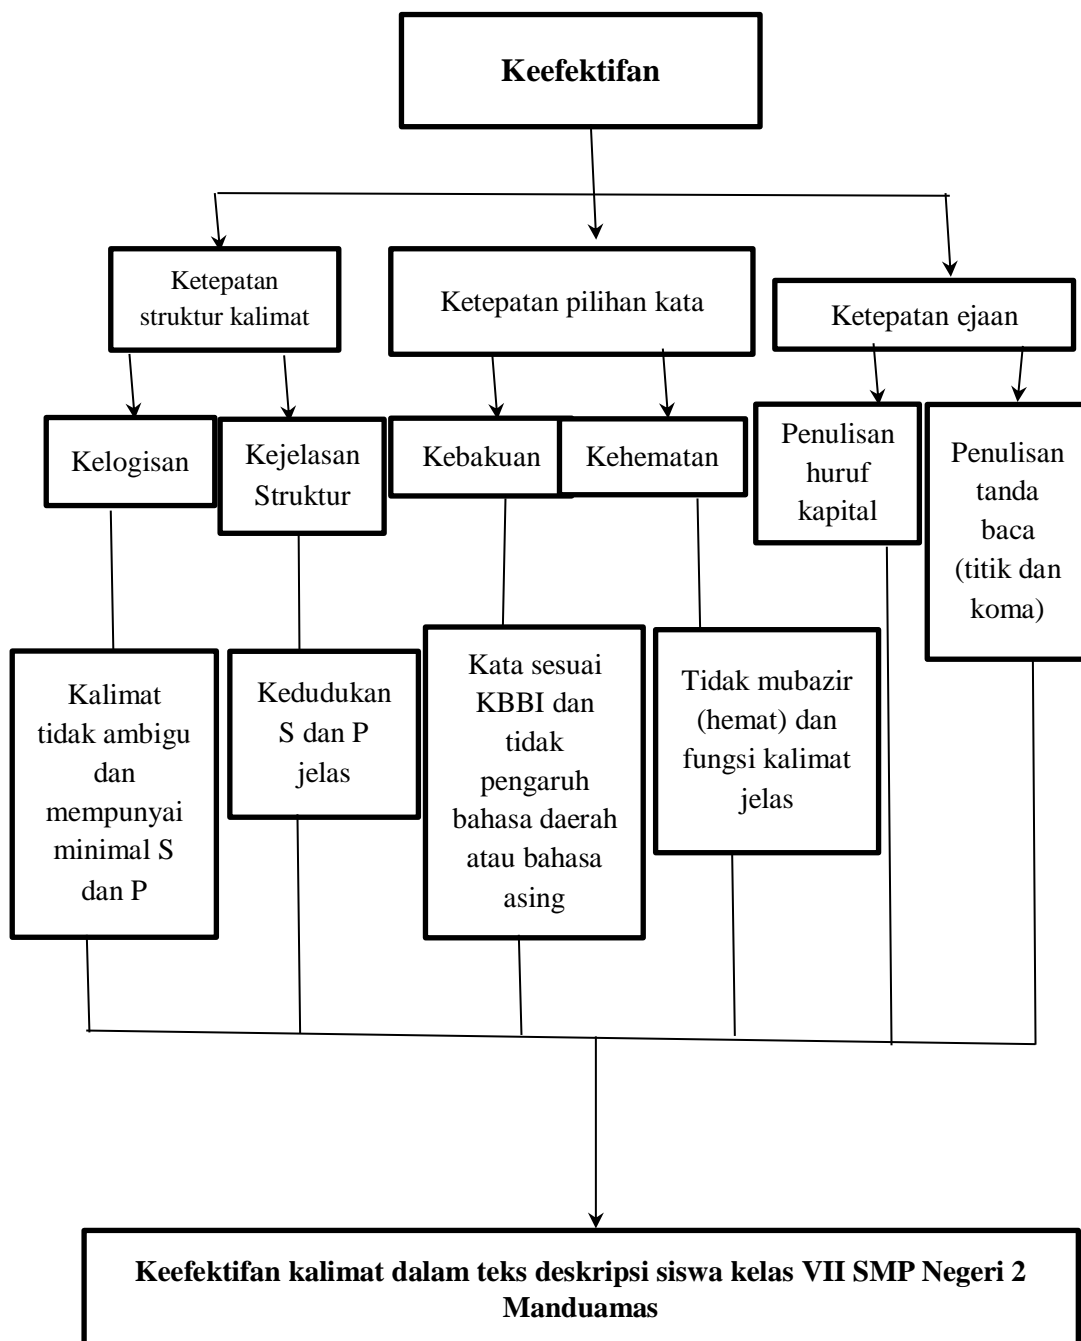 Keefektifan
Ketepatan
struktur kalimat
Ketepatan pilihan kata
Ketepatan ejaan
Kelogisan
Kejelasan
Struktur
Kebakuan
Kehematan
Penulisan
huruf
kapital
Penulisan
tanda
baca
(titik dan
koma)
Kalimat
tidak ambigu
dan
mempunyai
minimal S
dan P
Kedudukan
S dan P
jelas
Kata sesuai
KBBI dan
tidak
pengaruh
bahasa daerah
atau bahasa
asing
Tidak mubazir
(hemat) dan
fungsi kalimat
jelas
Keefektifan kalimat dalam teks deskripsi siswa kelas VII SMP Negeri 2
Manduamas